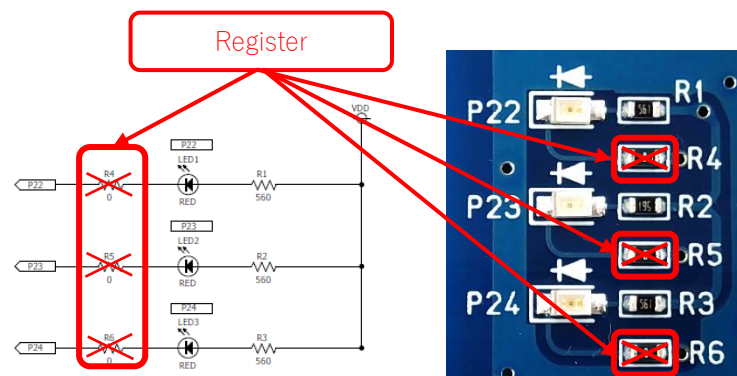 Register
VDD
P22
LED1
R4
R1
P22
0
RED
560
P23
LED2
R5
R2
P23
0
RED
560
P24
LED3
R6
R3
P24
0
RED
560
R1
P22
561
R4
P23
195
R2
R5
P24
561
R3
R6